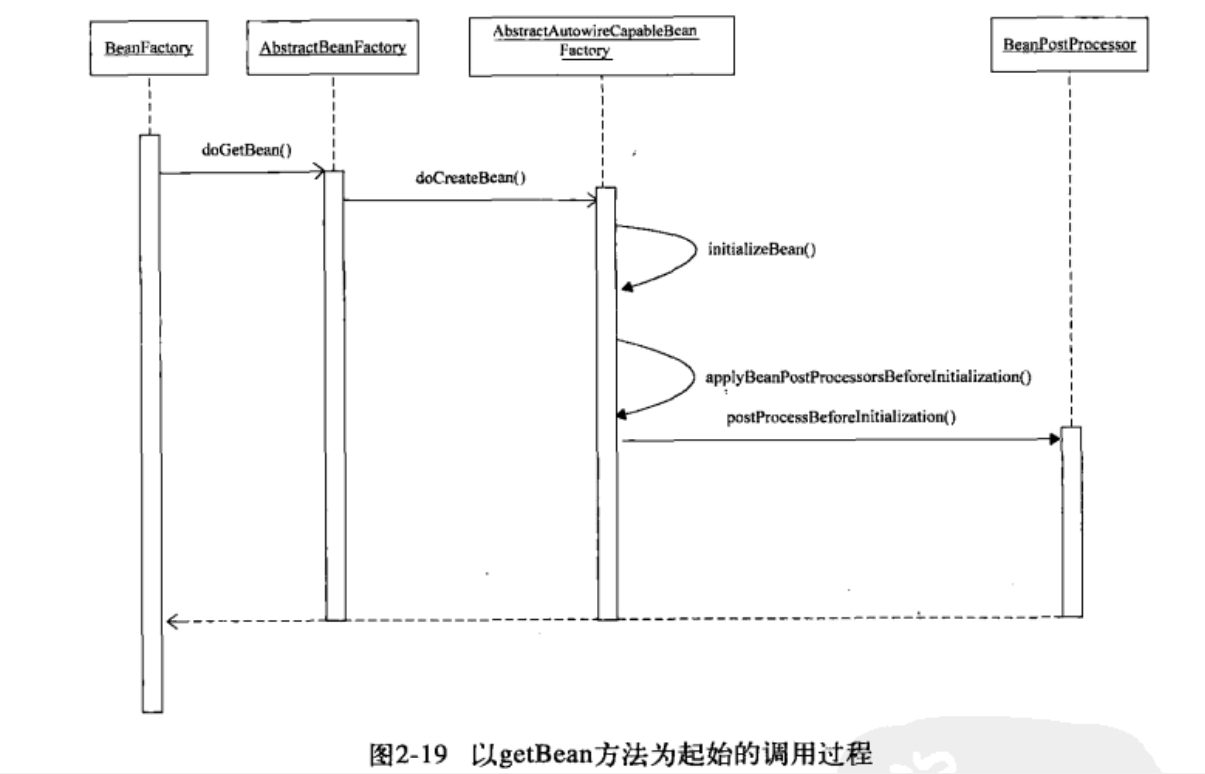 BeanFactory
AbstractBeanFactory
AbstractAutowireCapableBean
Factory
BeanPostProcessor
doGetBean()
doCreateBean()
initializeBean()
applyBeanPostProcessorsBeforeInitialization()
postProcessBeforeInitialization()
图2-19 以getBean方法为起始的调用过程